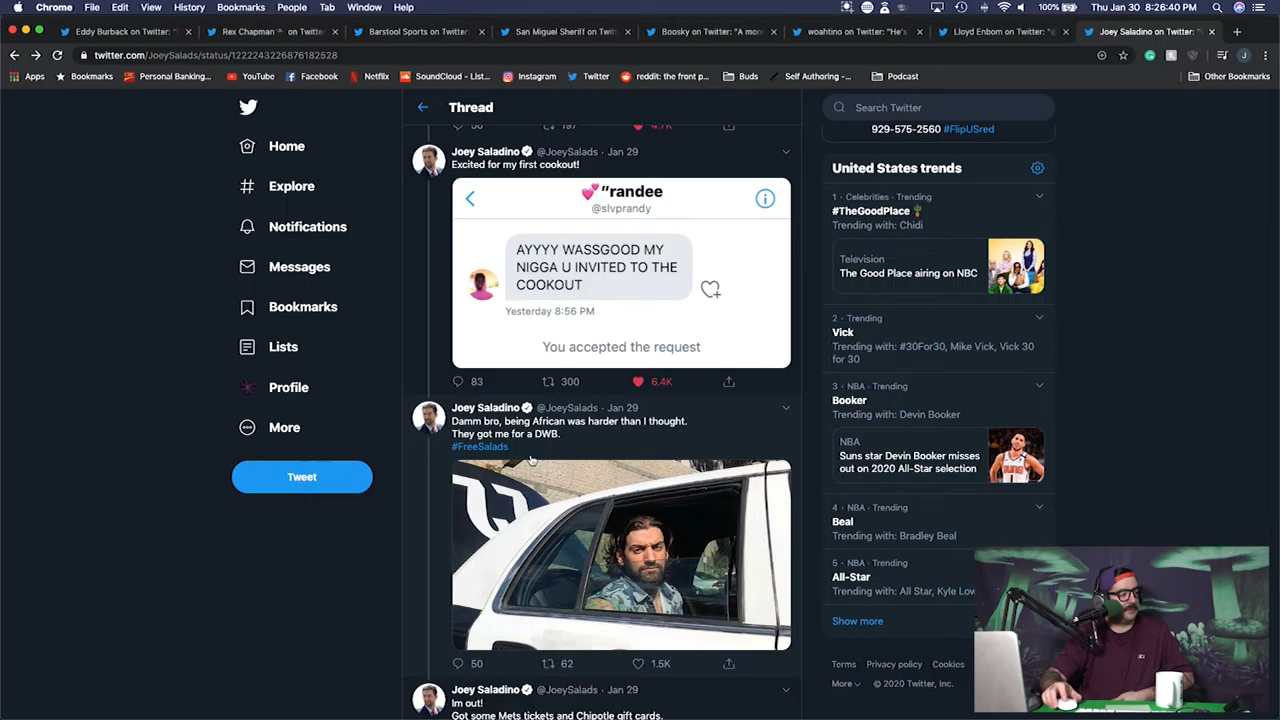 Chrome File Edit View History Bookmarks People Tab Window Help 100% Thu Jan 30 8:26:40 PM
Eddy Burback on Twitter: " Rex Chapman on Twitter Barstool Sports on Twitter: San Miguel Sheriff on Twitt Boosky on Twitter: "A mon woahtino on Twitter: "He's Lloyd Enbom on Twitter: " Joey Salads on Twitter: "
twitter.com/JoeySalads/status/1222243226876182528
Apps Bookmarks Personal Banking... YouTube Facebook Netflix SoundCloud - List... Instagram Twitter reddit: the front p... Buds Self Authoring -... Podcast Other Bookmarks
Thread
Home
Explore
Notifications
Messages
Bookmarks
Lists
Profile
More
Tweet
56 197 4.7K
Joey Saladino @JoeySalads · Jan 29
Excited for my first cookout!
"randee
@slvprandy
AYYYY WASSGOOD MY
NIGGA U INVITED TO THE
COOKOUT
Yesterday 8:56 PM
You accepted the request
83 300 6.4K
Joey Saladino @JoeySalads · Jan 29
Damm bro, being African was harder than I thought.
They got me for a DWB.
#FreeSalads
50 62 1.5K
Joey Saladino @JoeySalads · Jan 29
Im out!
Got some Mets tickets and Chipotle gift cards.
Search Twitter
929-575-2560 #FlipUSred
United States trends
1 · Celebrities · Trending
#TheGoodPlace
Trending with: Chidi
Television
The Good Place airing on NBC
2 · Trending
Vick
Trending with: #30For30, Mike Vick, Vick 30
for 30
3 · NBA · Trending
Booker
Trending with: Devin Booker
NBA
Suns star Devin Booker misses
out on 2020 All-Star selection
4 · NBA · Trending
Beal
Trending with: Bradley Beal
5 · NBA · Trending
All-Star
Trending with: All Star, Kyle Low
Show more
Terms Privacy policy Cookies
More © 2020 Twitter, Inc.